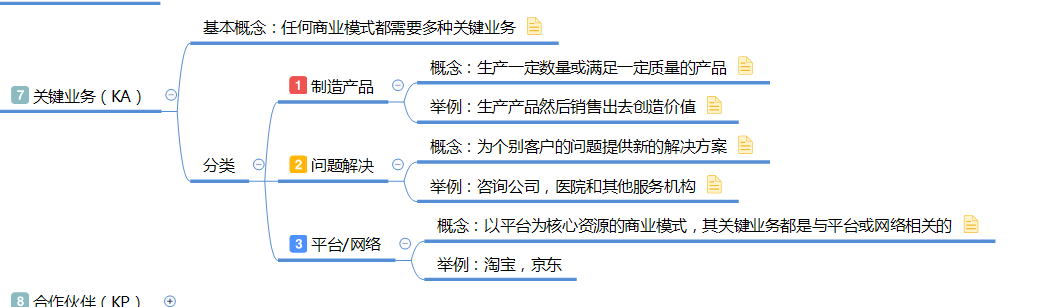 基本概念：任何商业模式都需要多种关键业务
7 关键业务（KA）
分类
1 制造产品
概念：生产一定数量或满足一定质量的产品
举例：生产产品然后销售出去创造价值
2 问题解决
概念：为个别客户的问题提供新的解决方案
举例：咨询公司，医院和其他服务机构
3 平台/网络
概念：以平台为核心资源的商业模式，其关键业务都是与平台或网络相关的
举例：淘宝，京东
8 合作伙伴（KP）